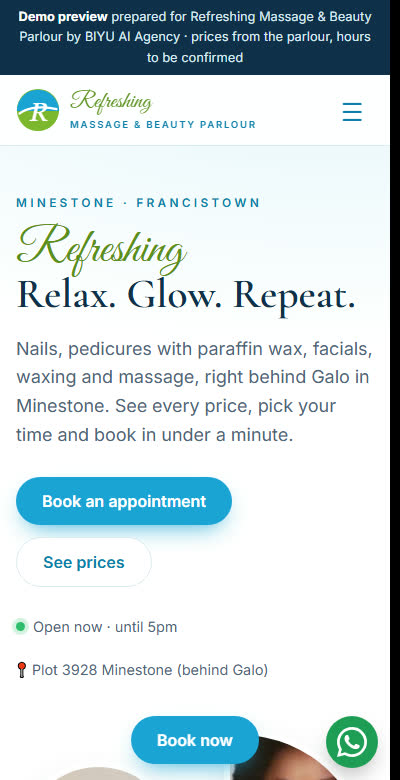 Demo preview prepared for Refreshing Massage & Beauty
Parlour by BIYU AI Agency · prices from the parlour, hours
to be confirmed
R
Refreshing
MASSAGE & BEAUTY PARLOUR
MINESTONE · FRANCISTOWN
Refreshing
Relax. Glow. Repeat.
Nails, pedicures with paraffin wax, facials,
waxing and massage, right behind Galo in
Minestone. See every price, pick your
time and book in under a minute.
Book an appointment
See prices
Open now · until 5pm
Plot 3928 Minestone (behind Galo)
Book now